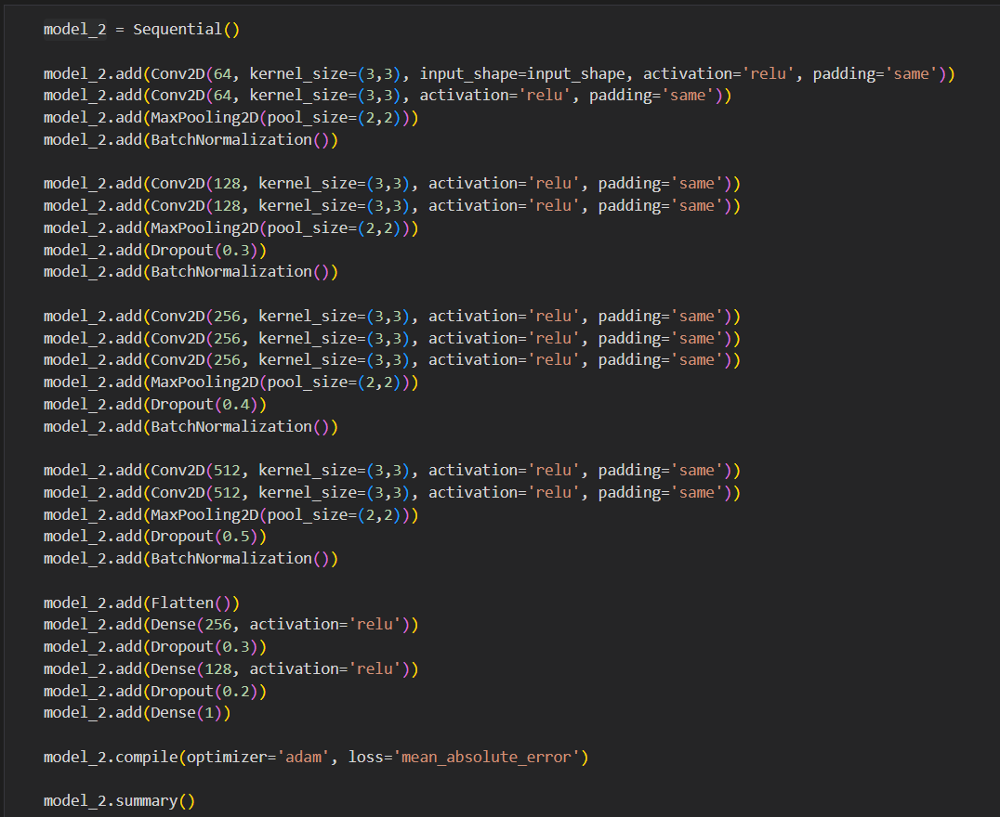 model_2 = Sequential()
model_2.add(Conv2D(64, kernel_size=(3,3), input_shape=input_shape, activation='relu', padding='same'))
model_2.add(Conv2D(64, kernel_size=(3,3), activation='relu', padding='same'))
model_2.add(MaxPooling2D(pool_size=(2,2)))
model_2.add(BatchNormalization())
model_2.add(Conv2D(128, kernel_size=(3,3), activation='relu', padding='same'))
model_2.add(Conv2D(128, kernel_size=(3,3), activation='relu', padding='same'))
model_2.add(MaxPooling2D(pool_size=(2,2)))
model_2.add(Dropout(0.3))
model_2.add(BatchNormalization())
model_2.add(Conv2D(256, kernel_size=(3,3), activation='relu', padding='same'))
model_2.add(Conv2D(256, kernel_size=(3,3), activation='relu', padding='same'))
model_2.add(Conv2D(256, kernel_size=(3,3), activation='relu', padding='same'))
model_2.add(MaxPooling2D(pool_size=(2,2)))
model_2.add(Dropout(0.4))
model_2.add(BatchNormalization())
model_2.add(Conv2D(512, kernel_size=(3,3), activation='relu', padding='same'))
model_2.add(Conv2D(512, kernel_size=(3,3), activation='relu', padding='same'))
model_2.add(MaxPooling2D(pool_size=(2,2)))
model_2.add(Dropout(0.5))
model_2.add(BatchNormalization())
model_2.add(Flatten())
model_2.add(Dense(256, activation='relu'))
model_2.add(Dropout(0.3))
model_2.add(Dense(128, activation='relu'))
model_2.add(Dropout(0.2))
model_2.add(Dense(1))
model_2.compile(optimizer='adam', loss='mean_absolute_error')
model_2.summary()